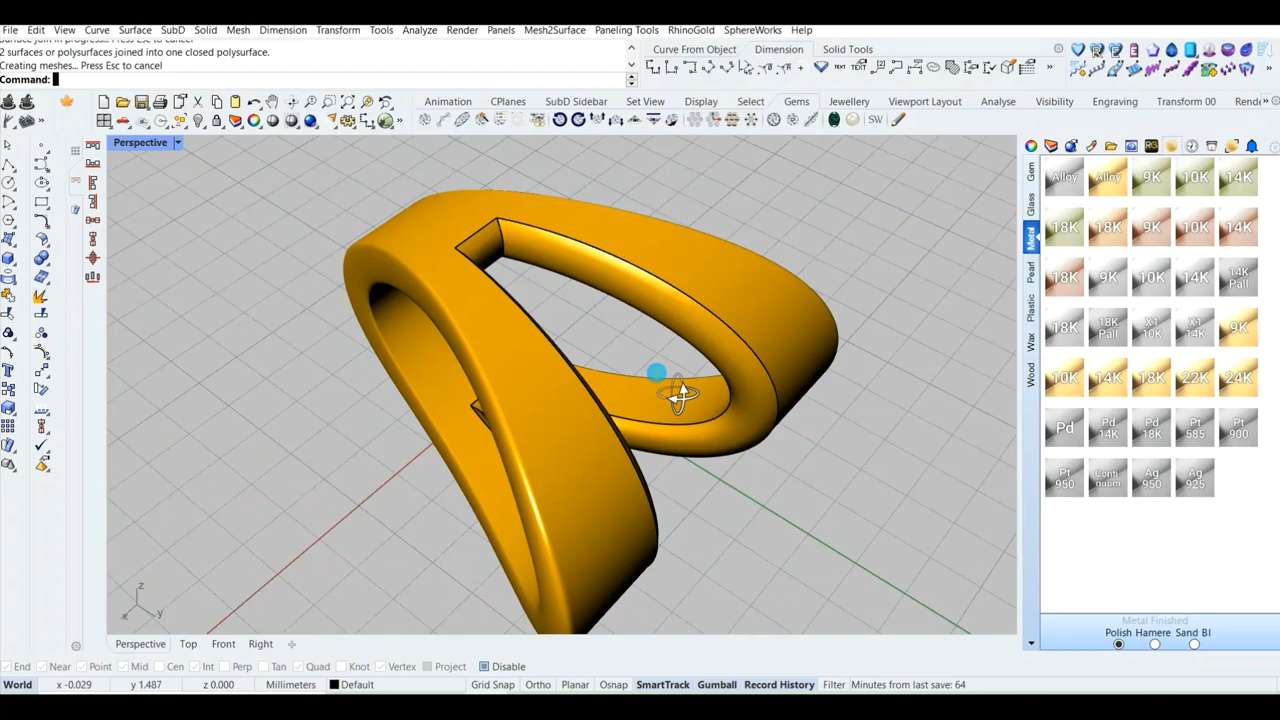 File Edit View Curve Surface SubD Solid Mesh Dimension Transform Tools Analyze Render Panels Mesh2Surface Paneling Tools RhinoGold SphereWorks Help
2 surfaces or polysurfaces joined into one closed polysurface.
Creating meshes... Press Esc to cancel
Command:
Curve From Object Dimension Solid Tools
Animation CPlanes SubD Sidebar Set View Display Select Gems Jewellery Viewport Layout Analyse Visibility Engraving Transform 00
SW
Perspective
Gem
Glass
Metal
Pearl
Plastic
Wax
Wood
Alloy Alloy 9K 10K 14K
18K 18K 9K 10K 14K
18K 9K 10K 14K 14K Pall
18K 18K Pall X1 10K X1 14K 9K
10K 14K 18K 22K 24K
Pd Pd 14K Pd 18K Pt 585 Pt 900
Pt 950 Conti nuum Ag 950 Ag 925
z
x
y
Metal Finished
Polish Hamere Sand Bl
Perspective Top Front Right
End Near Point Mid Cen Int Perp Tan Quad Knot Vertex Project Disable
World x -0.029 y 1.487 z 0.000 Millimeters Default Grid Snap Ortho Planar Osnap SmartTrack Gumball Record History Filter Minutes from last save: 64